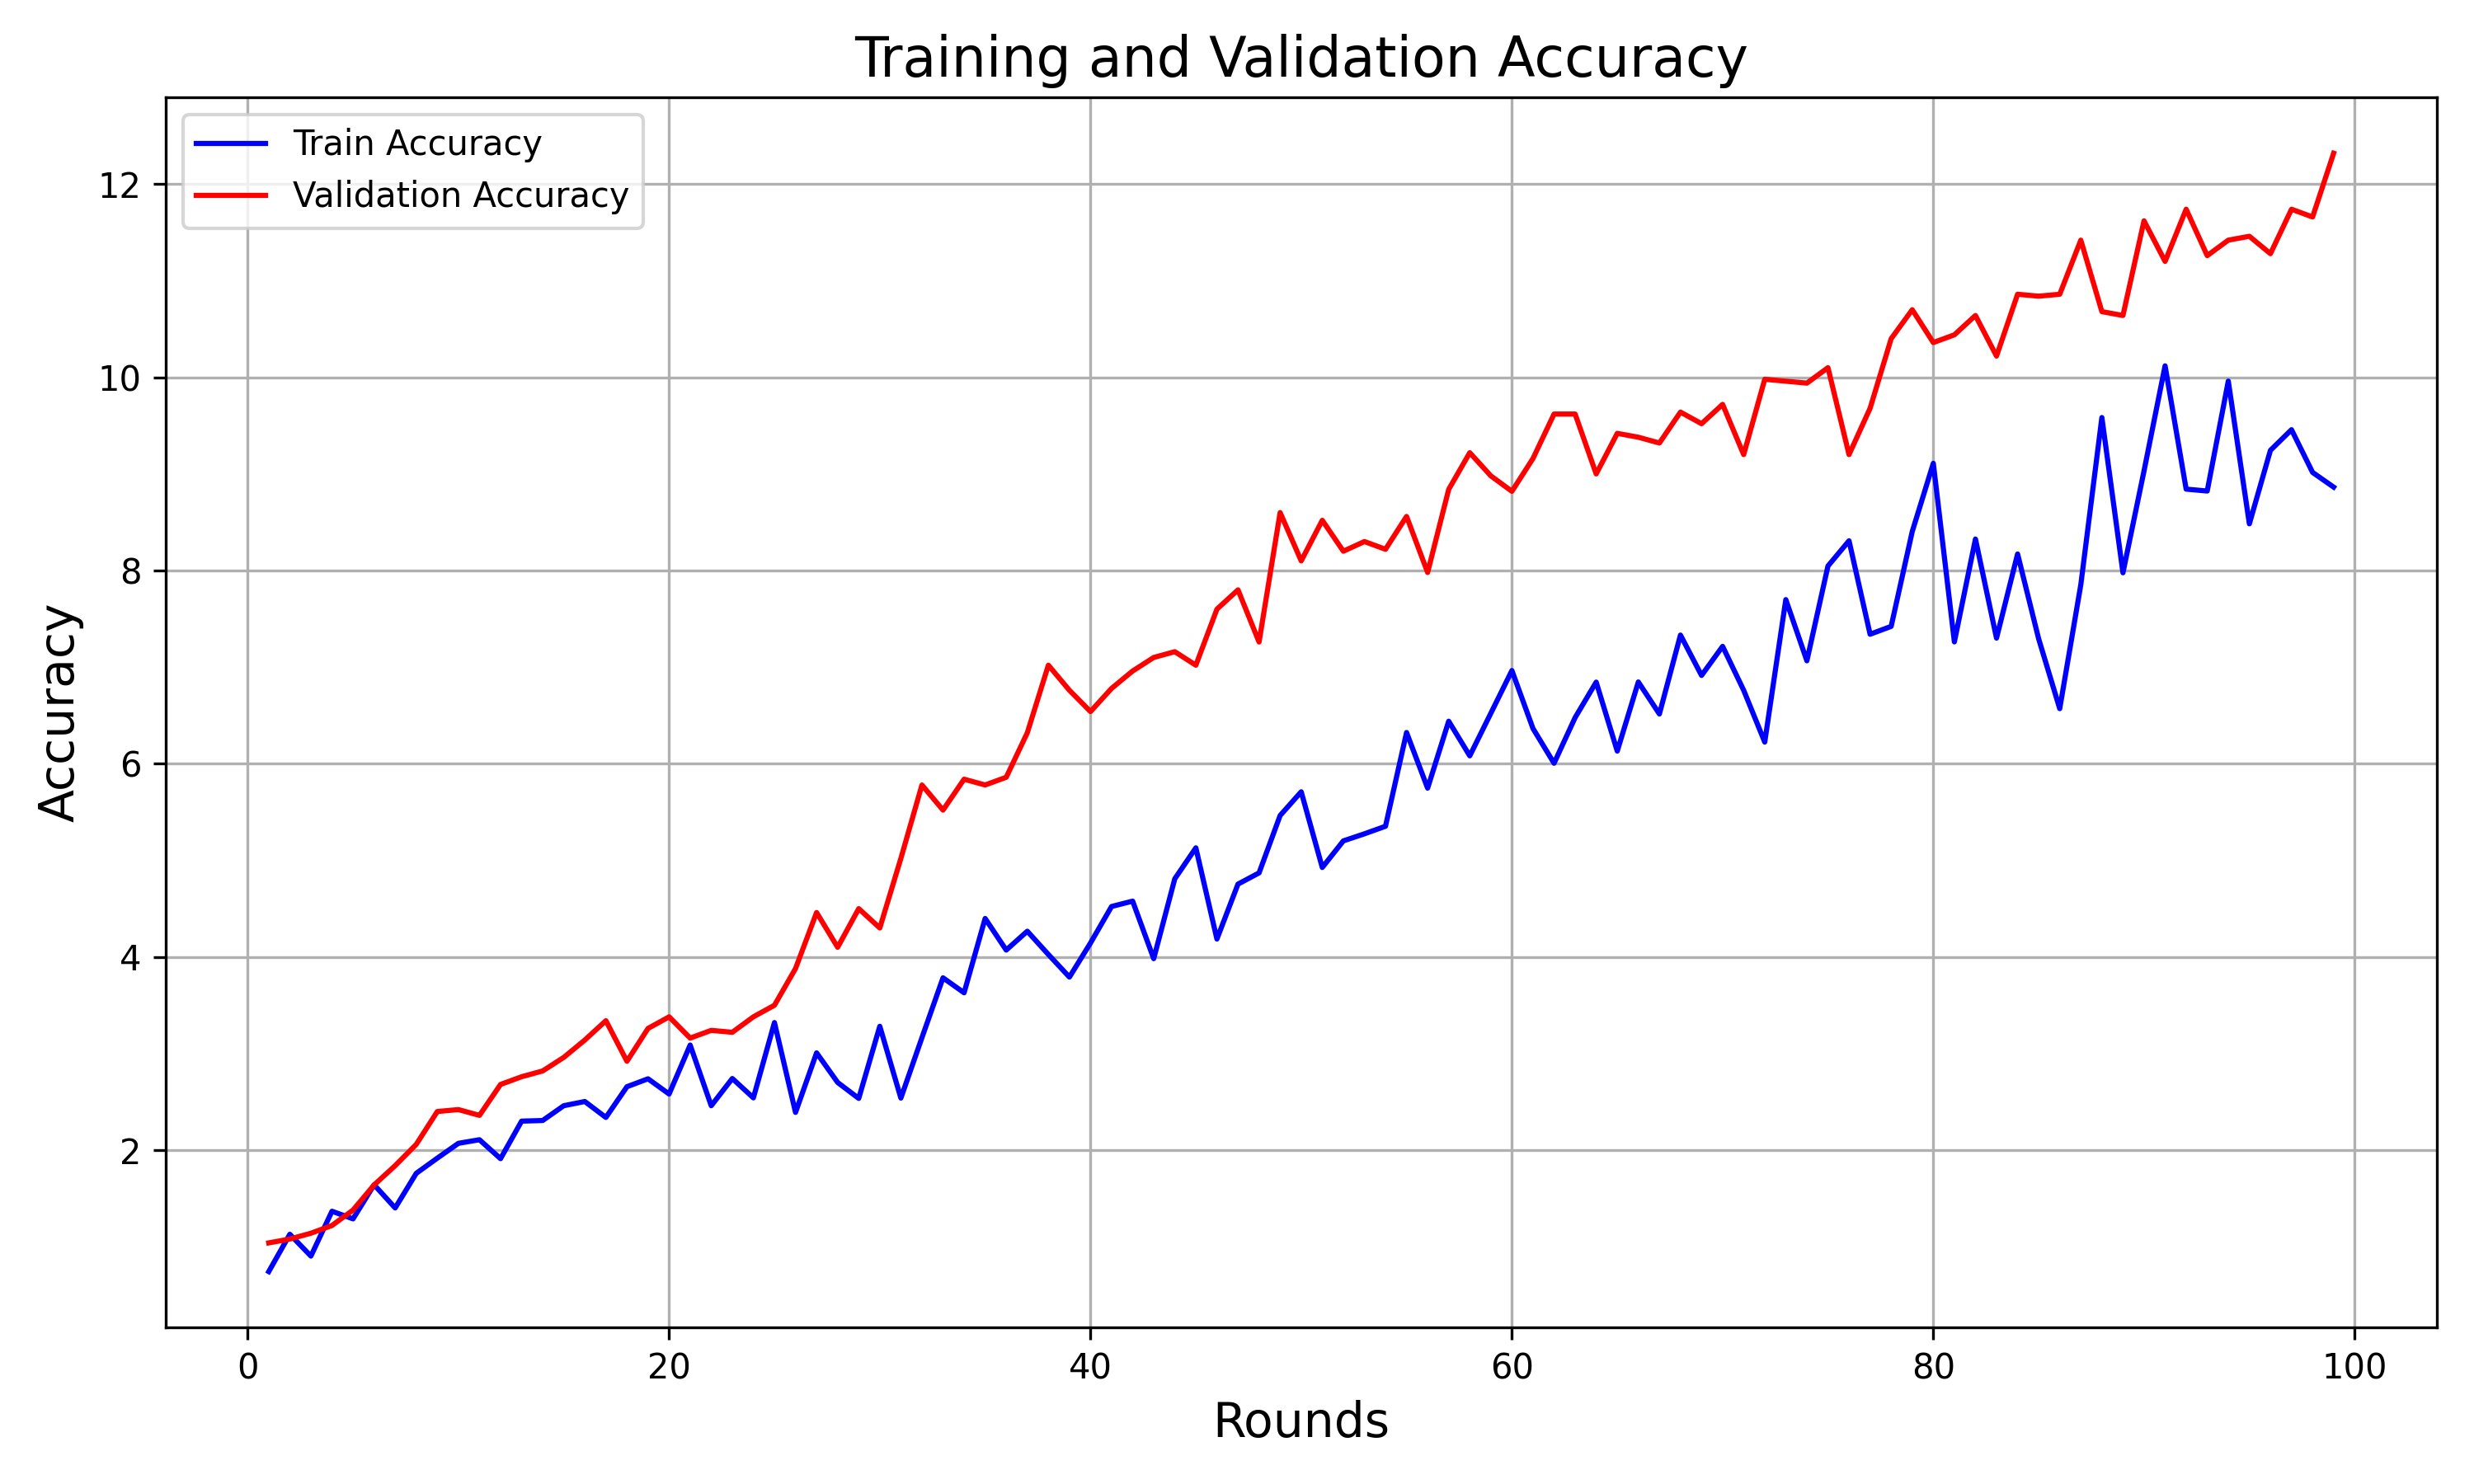 Training and Validation Accuracy
Train Accuracy
Validation Accuracy
Accuracy
12
10
8
6
4
2
0 20 40 60 80 100
Rounds